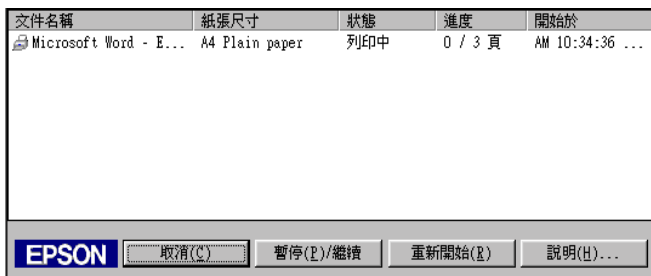 文件名稱 紙張尺寸 狀態 進度 開始於
Microsoft Word - E... A4 Plain paper 列印中 0 / 3 頁 AM 10:34:36 ...
EPSON 取消(C) 暫停(P)/繼續 重新開始(R) 說明(H)...